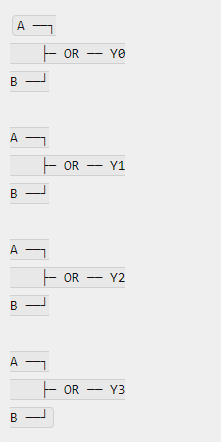 A ──┐
    ├─ OR ── Y0
B ──┘
A ──┐
    ├─ OR ── Y1
B ──┘
A ──┐
    ├─ OR ── Y2
B ──┘
A ──┐
    ├─ OR ── Y3
B ──┘